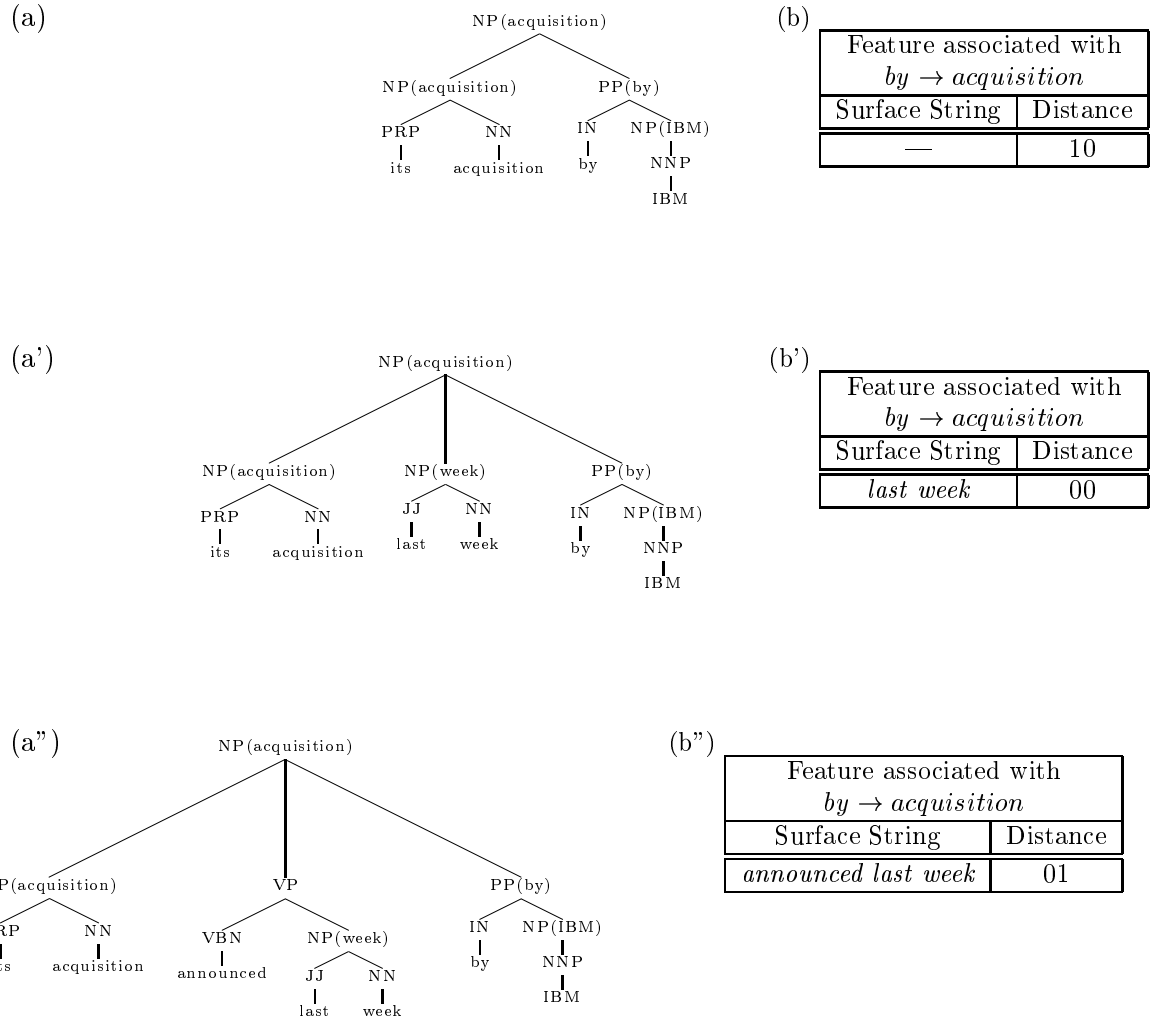 (a)
NP(acquisition)
NP(acquisition) PP(by)
PRP NN IN NP(IBM)
its acquisition by NNP
IBM
(b)
Feature associated with
by → acquisition
Surface String Distance
— 10
(a')
NP(acquisition)
NP(acquisition) NP(week) PP(by)
PRP NN JJ NN IN NP(IBM)
its acquisition last week by NNP
IBM
(b')
Feature associated with
by → acquisition
Surface String Distance
last week 00
(a")
NP(acquisition)
P(acquisition) VP PP(by)
RP NN VBN NP(week) IN NP(IBM)
ts acquisition announced JJ NN by NNP
last week IBM
(b")
Feature associated with
by → acquisition
Surface String Distance
announced last week 01